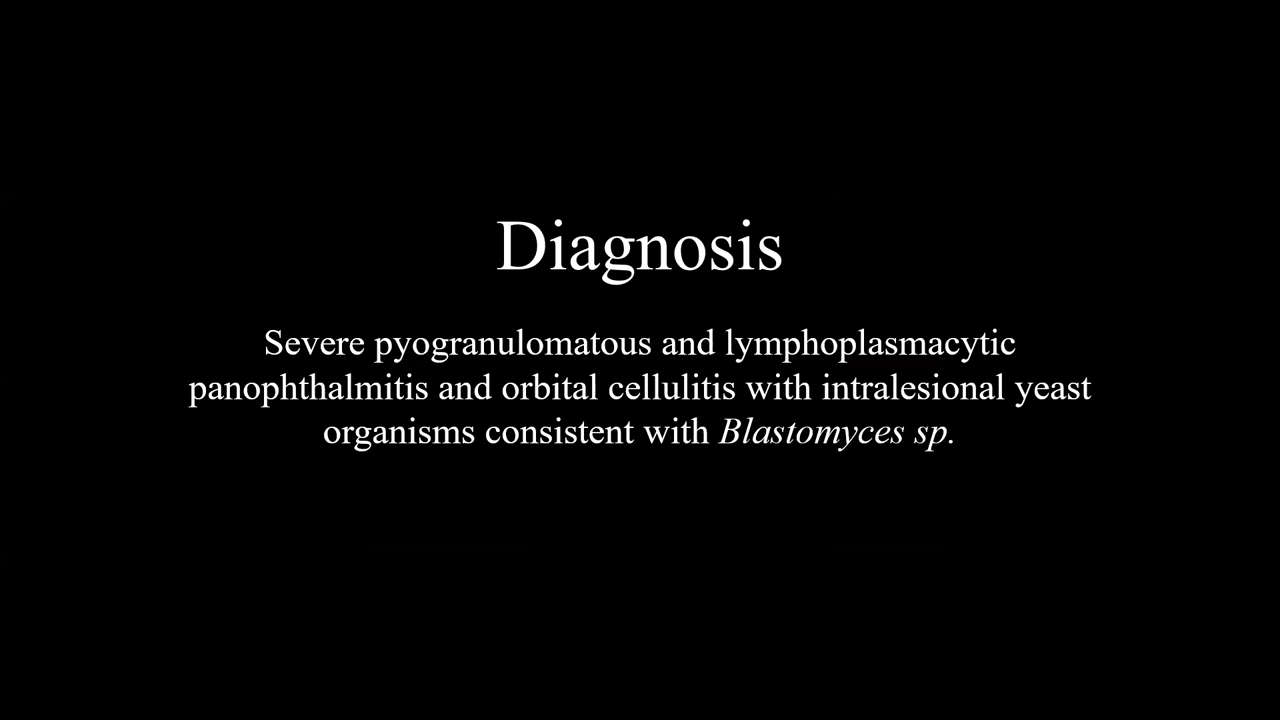 Diagnosis
Severe pyogranulomatous and lymphoplasmacytic
panophthalmitis and orbital cellulitis with intralesional yeast
organisms consistent with Blastomyces sp.